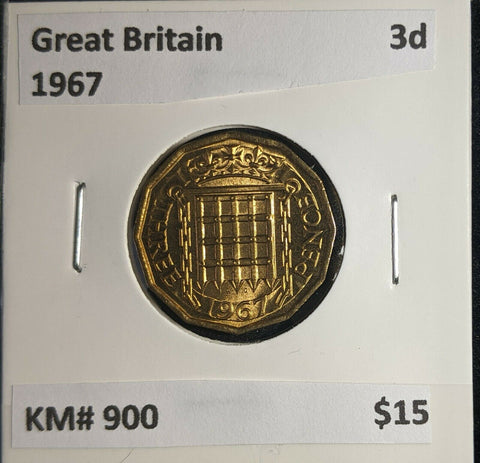 Great Britain 3d
1967
THREE PENCE
1967
KM# 900 $15